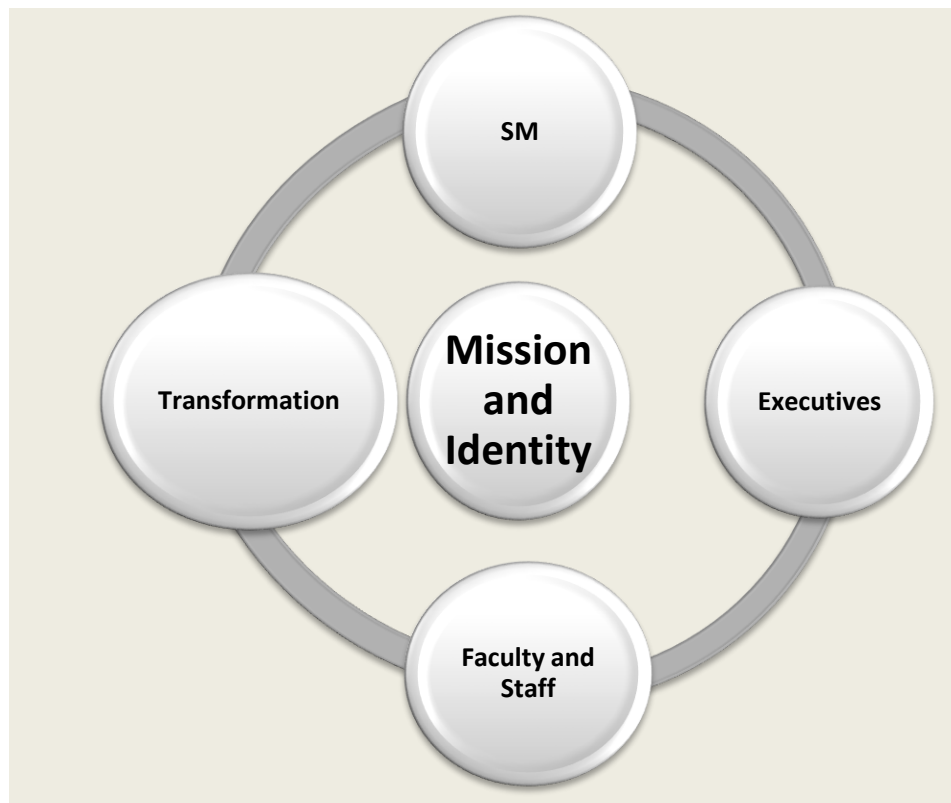 SM
Mission
and
Identity
Transformation
Executives
Faculty and
Staff